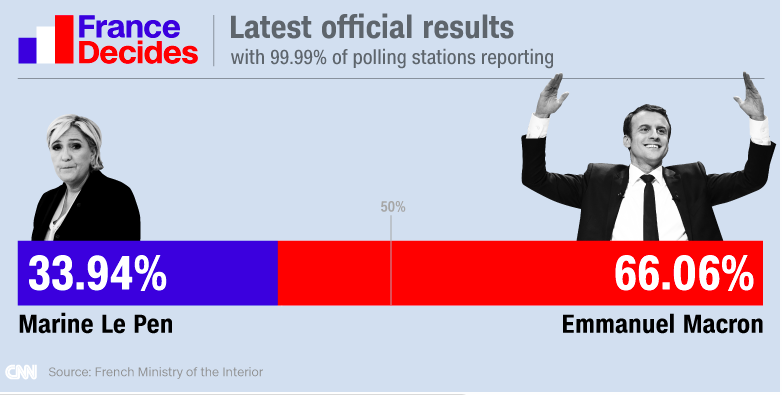 France
Decides
Latest official results
with 99.99% of polling stations reporting
50%
33.94%
66.06%
Marine Le Pen
Emmanuel Macron
CNN
Source: French Ministry of the Interior